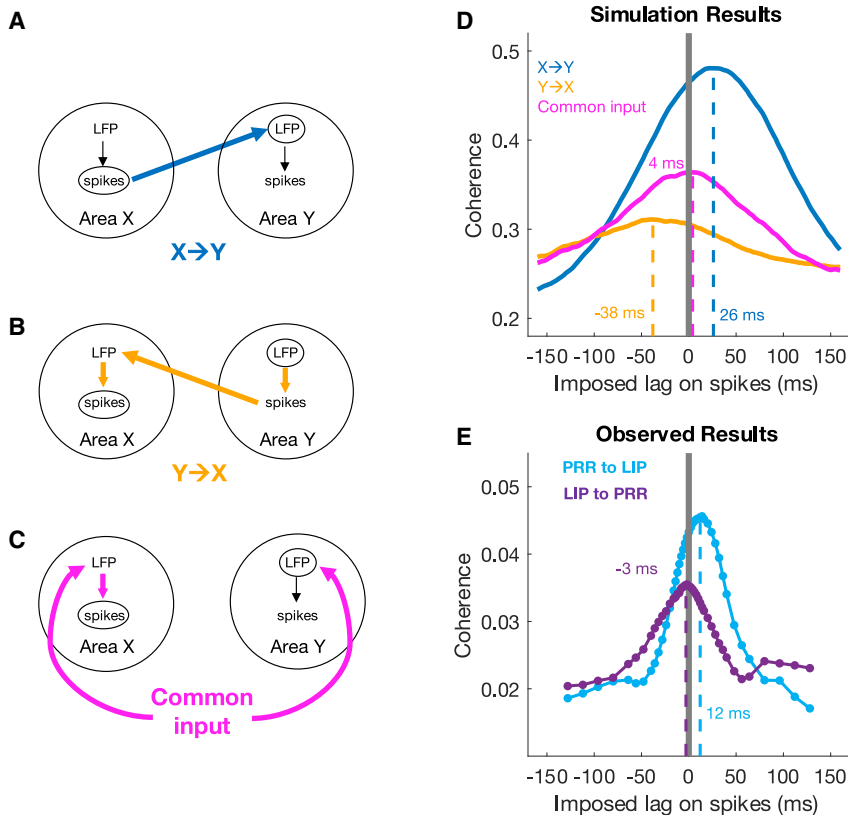 A
LFP
spikes
Area X
LFP
spikes
Area Y
X→Y
B
LFP
spikes
Area X
LFP
spikes
Area Y
Y→X
C
LFP
spikes
Area X
LFP
spikes
Area Y
Common
input
D
Simulation Results
X→Y
Y→X
Common input
4 ms
-38 ms
26 ms
Coherence
0.5
0.4
0.3
0.2
-150 -100 -50 0 50 100 150
Imposed lag on spikes (ms)
E
Observed Results
PRR to LIP
LIP to PRR
-3 ms
12 ms
Coherence
0.05
0.04
0.03
0.02
-150 -100 -50 0 50 100 150
Imposed lag on spikes (ms)